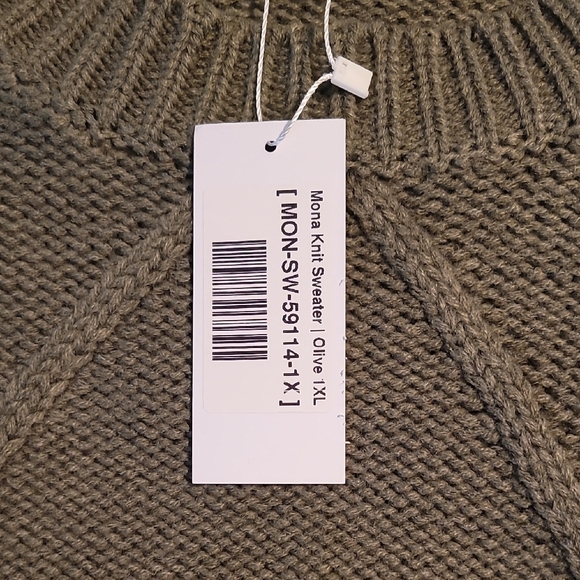 Mona Knit Sweater | Olive 1XL
[ MON-SW-59114-1X ]